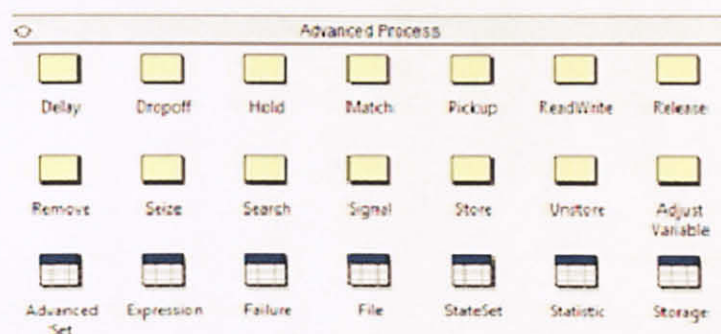 Advanced Process
Delay Dropoff Hold Match Pickup ReadWrite Release
Remove Seize Search Signal Store Unstore Adjust
Variable
Advanced Expression Failure File StateSet Statistic Storage
Set